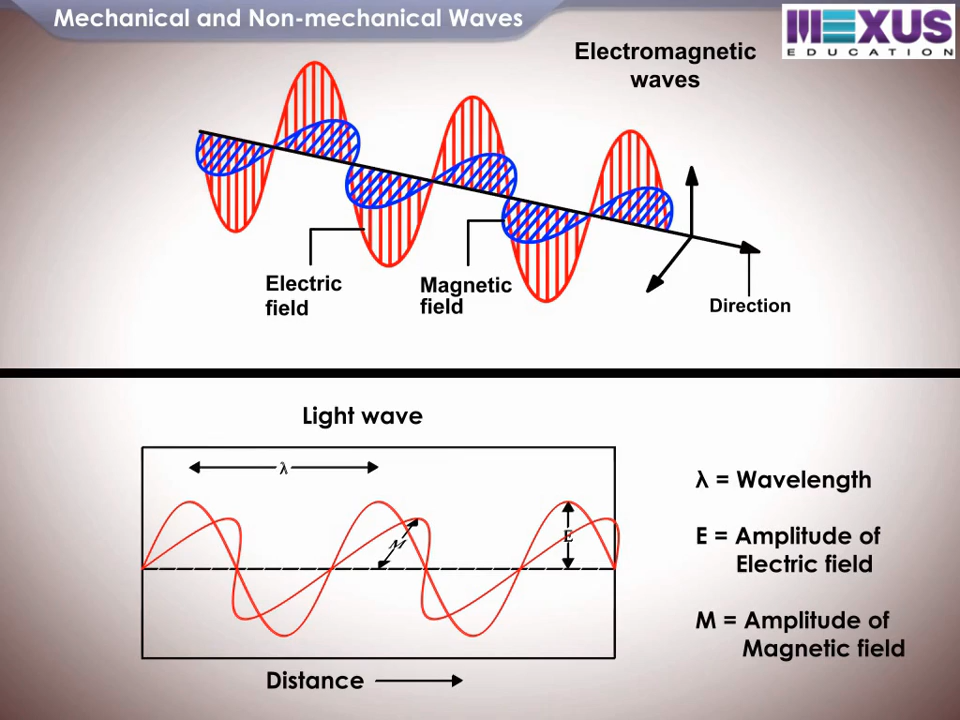 Mechanical and Non-mechanical Waves
MEXUS
EDUCATION
Electromagnetic
waves
Electric
field
Magnetic
field
Direction
Light wave
λ
M
E
Distance
λ = Wavelength
E = Amplitude of
Electric field
M = Amplitude of
Magnetic field